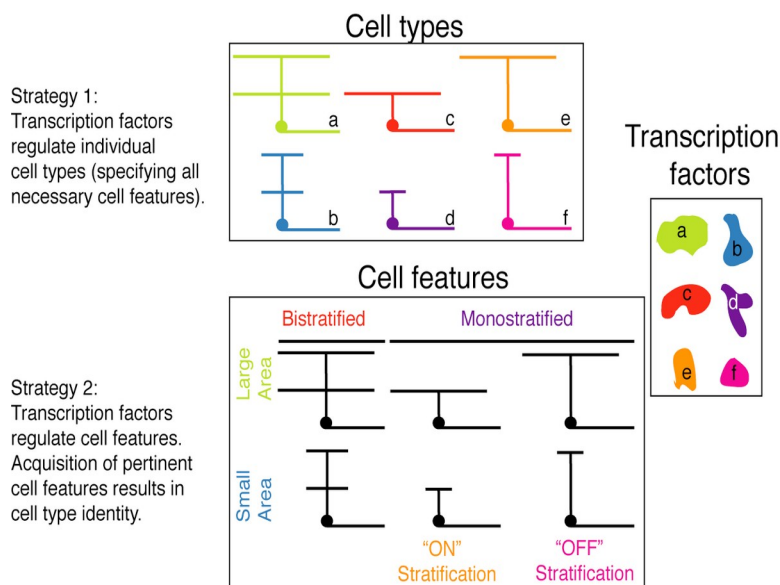 Cell types
Strategy 1:
Transcription factors
regulate individual
cell types (specifying all
necessary cell features).
a
c
e
b
d
f
Transcription
factors
a
b
c
d
e
f
Cell features
Bistratified
Monostratified
Large
Area
Small
Area
"ON"
Stratification
"OFF"
Stratification
Strategy 2:
Transcription factors
regulate cell features.
Acquisition of pertinent
cell features results in
cell type identity.